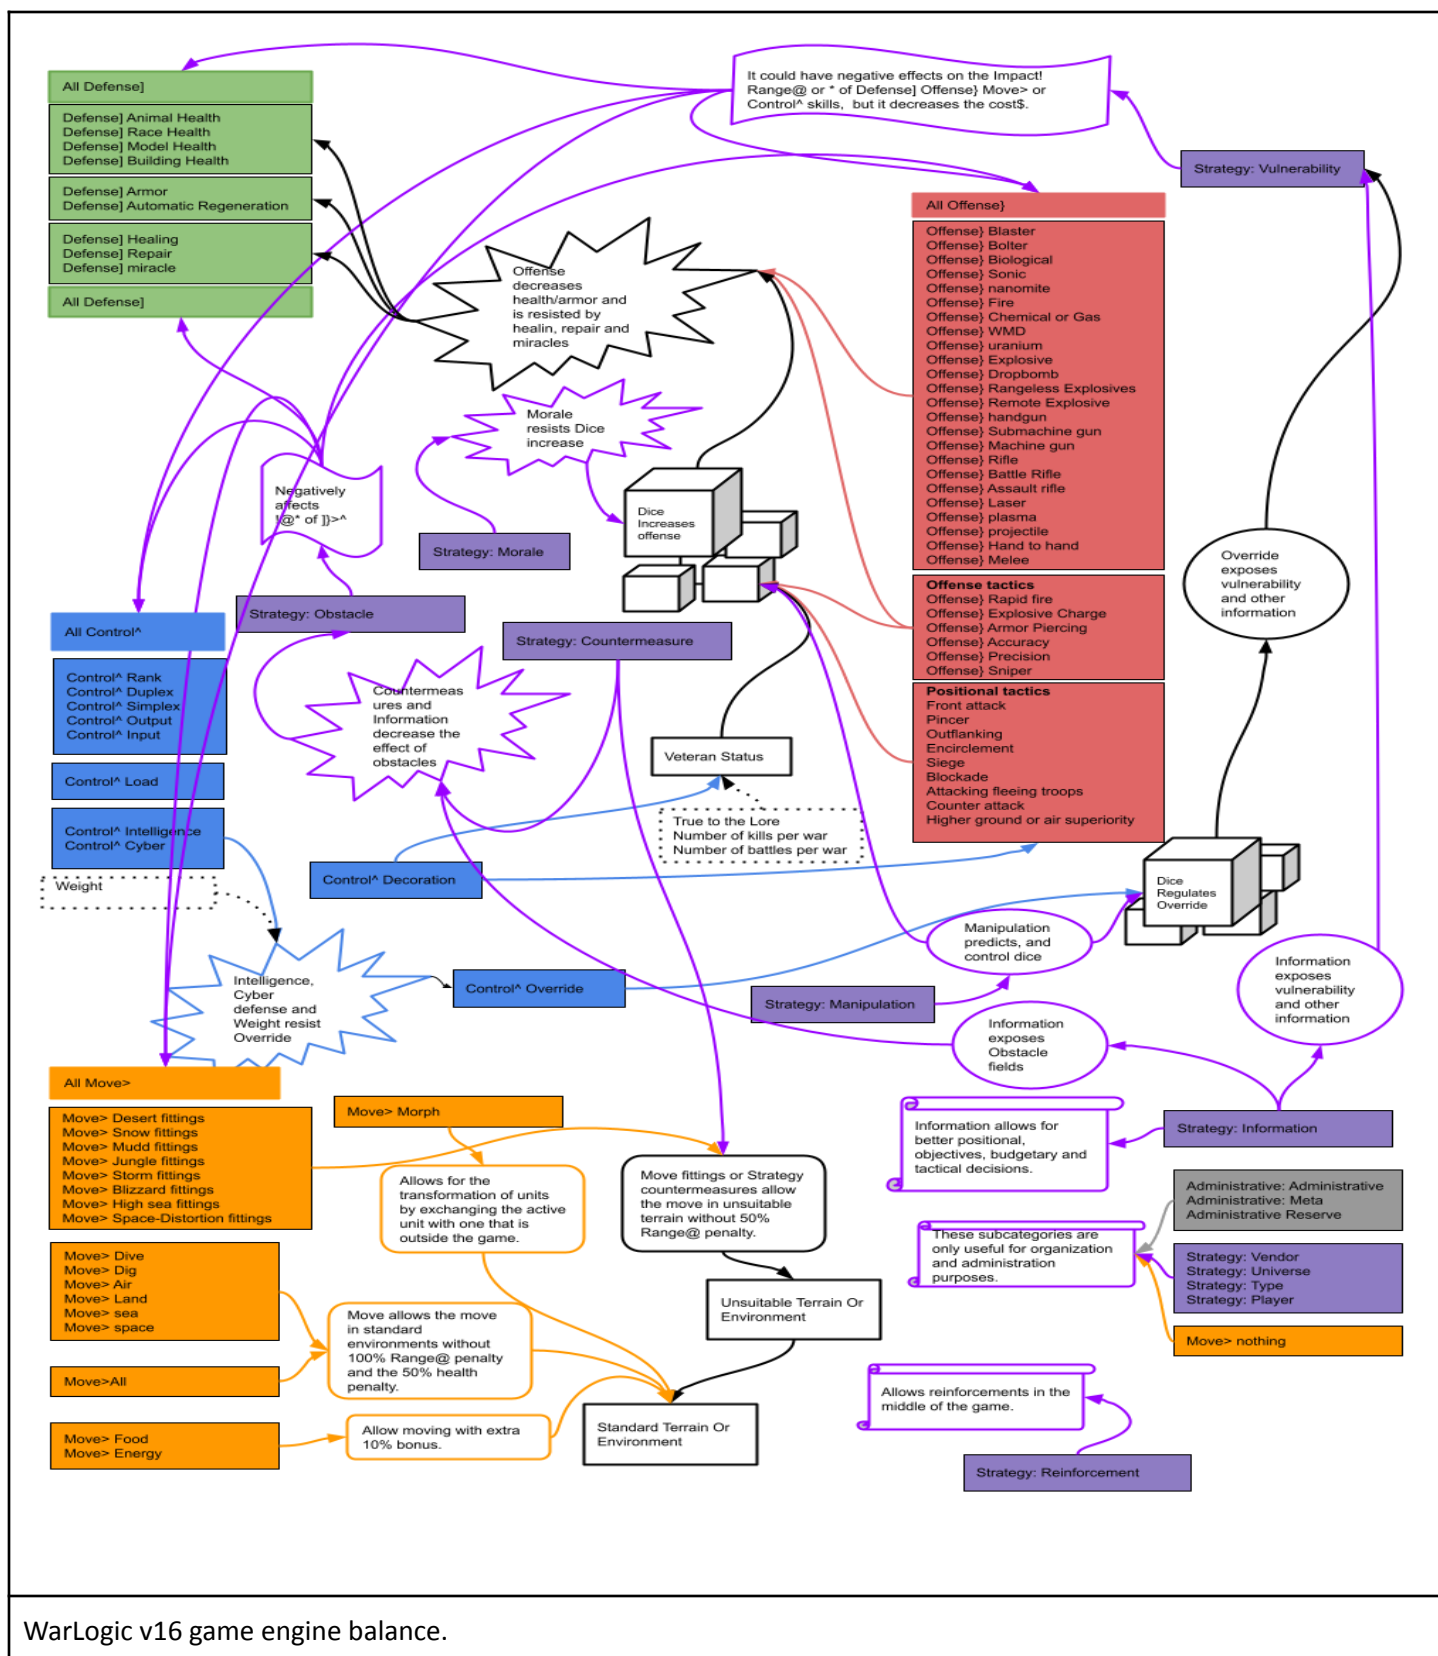 It could have negative effects on the Impact!
Range@ or * of Defense] Offense} Move> or
Control^ skills,  but it decreases the cost$.
All Defense]
Defense] Animal Health
Defense] Race Health
Defense] Model Health
Defense] Building Health
Defense] Armor
Defense] Automatic Regeneration
Defense] Healing
Defense] Repair
Defense] miracle
All Defense]
Strategy: Vulnerability
All Offense}
Offense} Blaster
Offense} Bolter
Offense} Biological
Offense} Sonic
Offense} nanomite
Offense} Fire
Offense} Chemical or Gas
Offense} WMD
Offense} uranium
Offense} Explosive
Offense} Dropbomb
Offense} Rangeless Explosives
Offense} Remote Explosive
Offense} handgun
Offense} Submachine gun
Offense} Machine gun
Offense} Rifle
Offense} Battle Rifle
Offense} Assault rifle
Offense} Laser
Offense} plasma
Offense} projectile
Offense} Hand to hand
Offense} Melee
Offense tactics
Offense} Rapid fire
Offense} Explosive Charge
Offense} Armor Piercing
Offense} Accuracy
Offense} Precision
Offense} Sniper
Positional tactics
Front attack
Pincer
Outflanking
Encirclement
Siege
Blockade
Attacking fleeing troops
Counter attack
Higher ground or air superiority
Offense
decreases
health/armor and
is resisted by
healin, repair and
miracles
Morale
resists Dice
increase
Negatively
affects
!@* of ]}>^
Dice
Increases
offense
Strategy: Morale
Override
exposes
vulnerability
and other
information
Strategy: Obstacle
Strategy: Countermeasure
All Control^
Control^ Rank
Control^ Duplex
Control^ Simplex
Control^ Output
Control^ Input
Control^ Load
Control^ Intelligence
Control^ Cyber
Weight
Countermeas
ures and
Information
decrease the
effect of
obstacles
Veteran Status
True to the Lore
Number of kills per war
Number of battles per war
Control^ Decoration
Dice
Regulates
Override
Manipulation
predicts, and
control dice
Intelligence,
Cyber
defense and
Weight resist
Override
Control^ Override
Strategy: Manipulation
Information
exposes
vulnerability
and other
information
Information
exposes
Obstacle
fields
All Move>
Move> Desert fittings
Move> Snow fittings
Move> Mudd fittings
Move> Jungle fittings
Move> Storm fittings
Move> Blizzard fittings
Move> High sea fittings
Move> Space-Distortion fittings
Move> Morph
Information allows for
better positional,
objectives, budgetary and
tactical decisions.
Strategy: Information
Allows for the
transformation of units
by exchanging the active
unit with one that is
outside the game.
Move fittings or Strategy
countermeasures allow
the move in unsuitable
terrain without 50%
Range@ penalty.
Administrative: Administrative
Administrative: Meta
Administrative Reserve
These subcategories are
only useful for organization
and administration
purposes.
Strategy: Vendor
Strategy: Universe
Strategy: Type
Strategy: Player
Move> nothing
Move> Dive
Move> Dig
Move> Air
Move> Land
Move> sea
Move> space
Unsuitable Terrain Or
Environment
Move allows the move
in standard
environments without
100% Range@ penalty
and the 50% health
penalty.
Move>All
Allows reinforcements in the
middle of the game.
Move> Food
Move> Energy
Allow moving with extra
10% bonus.
Standard Terrain Or
Environment
Strategy: Reinforcement
WarLogic v16 game engine balance.